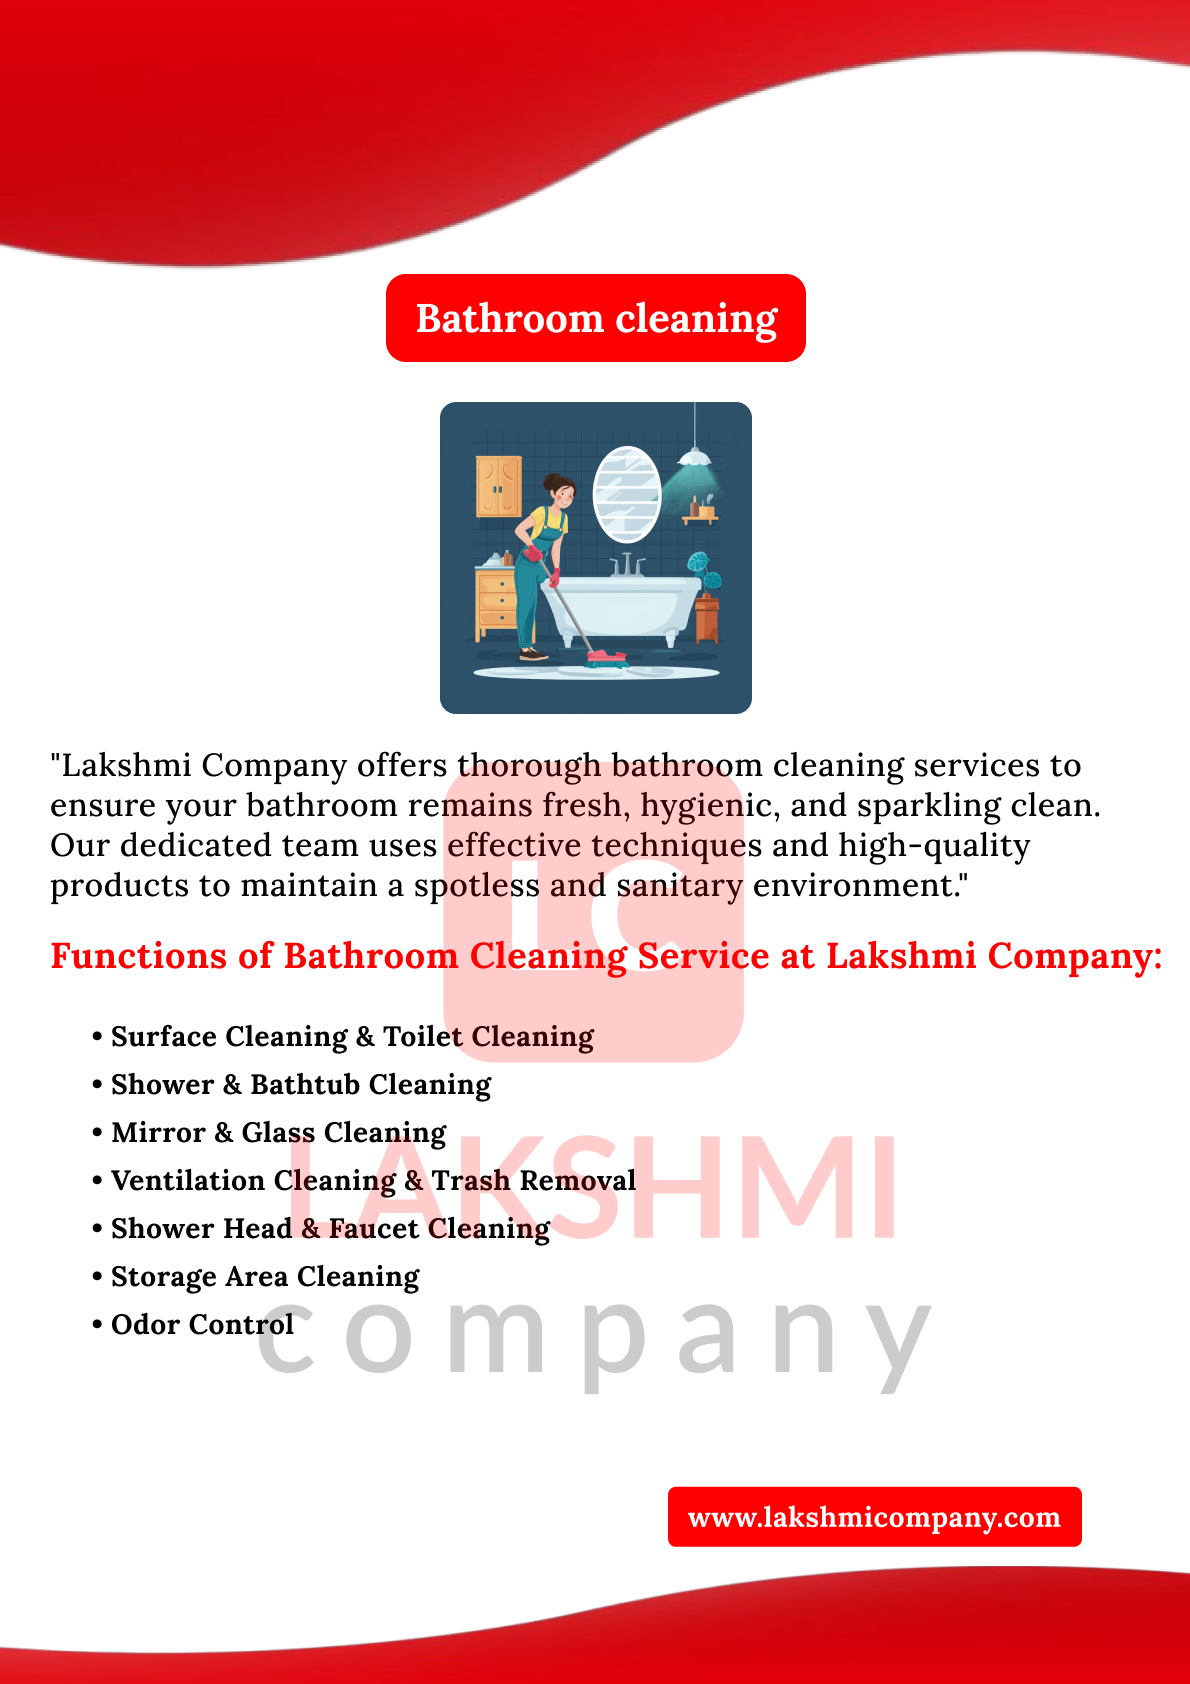 Bathroom cleaning
"Lakshmi Company offers thorough bathroom cleaning services to
ensure your bathroom remains fresh, hygienic, and sparkling clean.
Our dedicated team uses effective techniques and high-quality
products to maintain a spotless and sanitary environment."
LC
Functions of Bathroom Cleaning Service at Lakshmi Company:
• Surface Cleaning & Toilet Cleaning
• Shower & Bathtub Cleaning
• Mirror & Glass Cleaning
• Ventilation Cleaning & Trash Removal
• Shower Head & Faucet Cleaning
• Storage Area Cleaning
• Odor Control
LAKSHMI
company
www.lakshmicompany.com